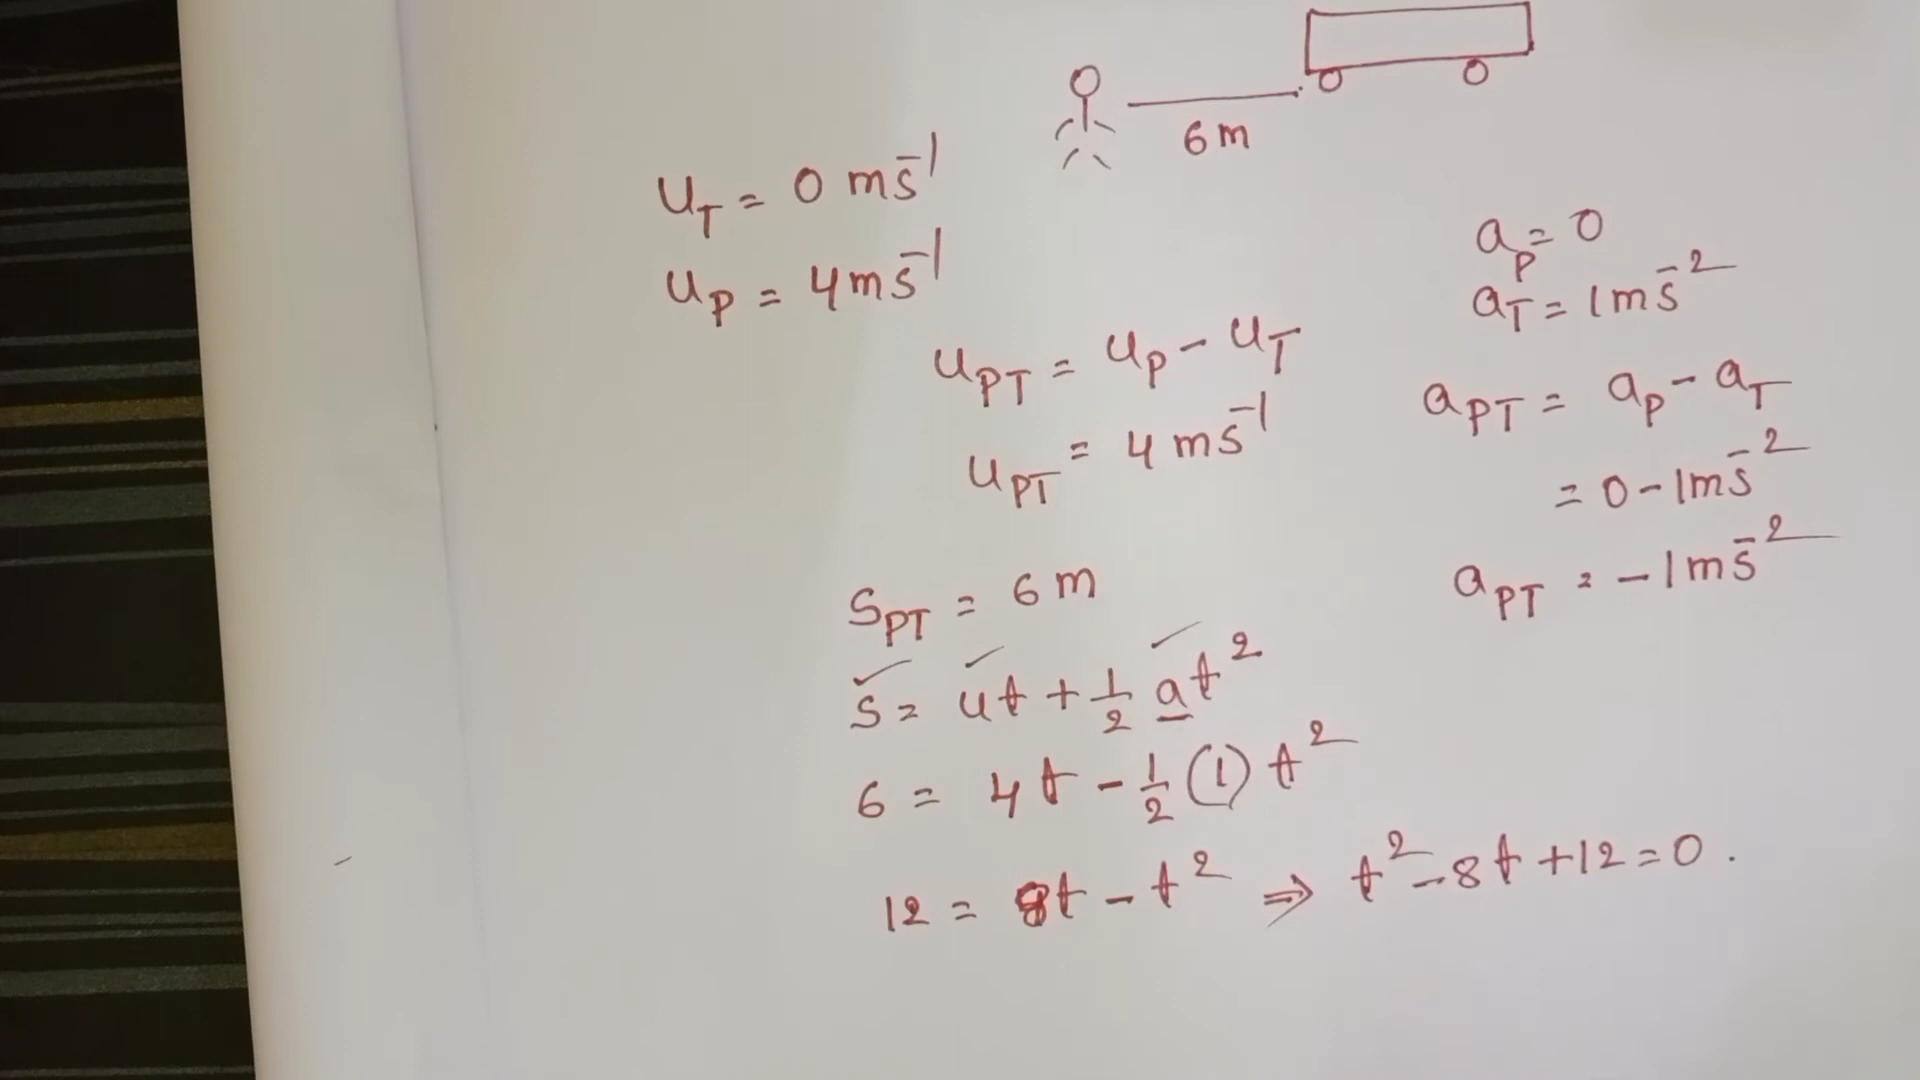 6 m
U_T = 0 ms⁻¹
U_P = 4 ms⁻¹
a_P = 0
a_T = 1 ms⁻²
U_PT = U_P - U_T
U_PT = 4 ms⁻¹
a_PT = a_P - a_T
= 0 - 1 ms⁻²
a_PT = -1 ms⁻²
S_PT = 6 m
S = ut + 1/2 at²
6 = 4t - 1/2 (1) t²
12 = 8t - t² ⇒ t² - 8t + 12 = 0.